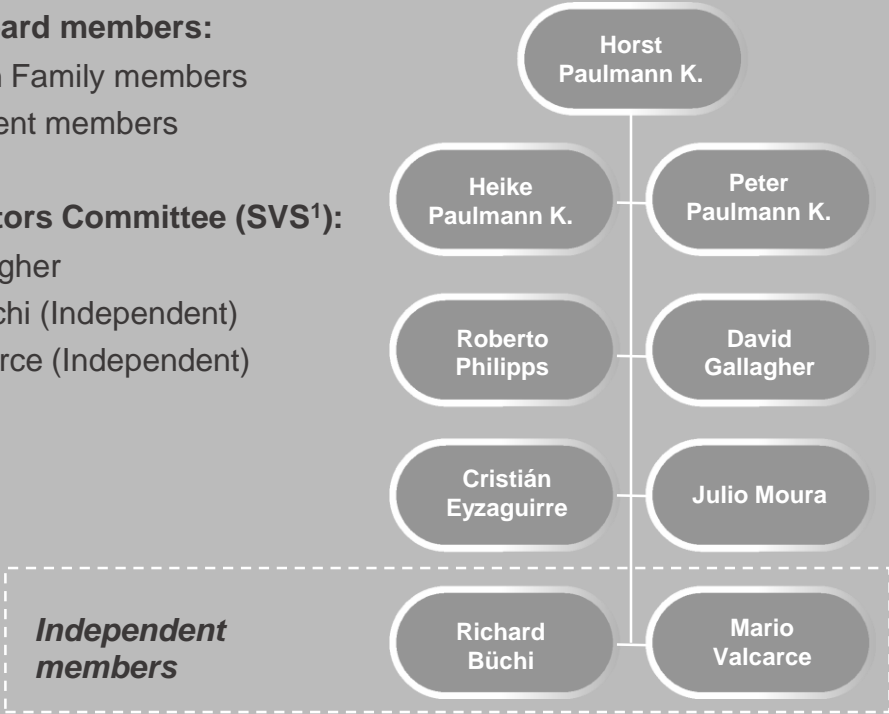 ard members:
Family members
ent members
tors Committee (SVS¹):
gher
chi (Independent)
rce (Independent)
Horst
Paulmann K.
Heike
Paulmann K.
Peter
Paulmann K.
Roberto
Philipps
David
Gallagher
Cristián
Eyzaguirre
Julio Moura
Independent
members
Richard
Büchi
Mario
Valcarce